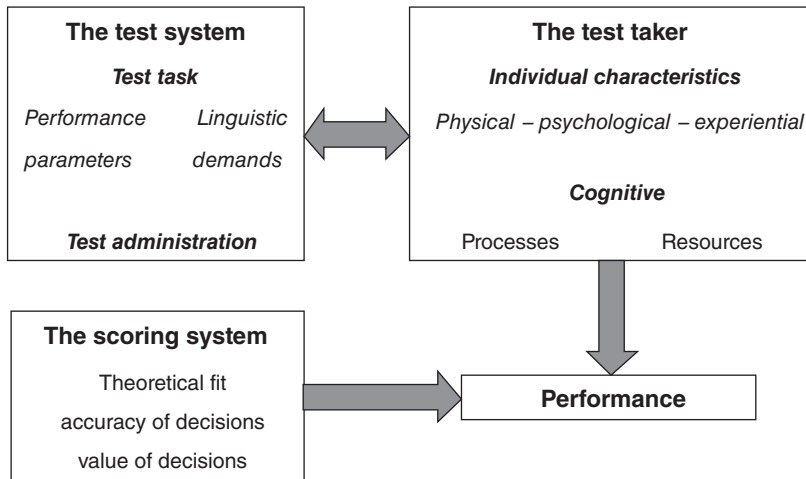 The test system
Test task
Performance Linguistic
parameters demands
Test administration
The test taker
Individual characteristics
Physical – psychological – experiential
Cognitive
Processes Resources
The scoring system
Theoretical fit
accuracy of decisions
value of decisions
Performance